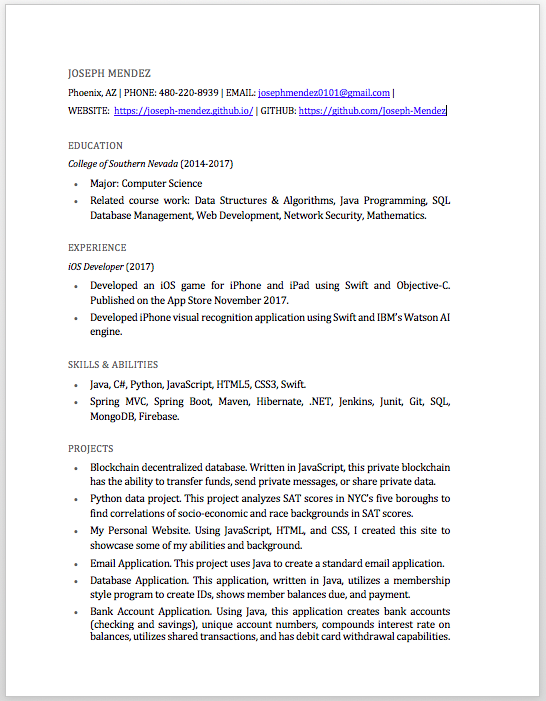 JOSEPH MENDEZ
Phoenix, AZ | PHONE: 480-220-8939 | EMAIL: josephmendez0101@gmail.com |
WEBSITE: https://joseph-mendez.github.io/ | GITHUB: https://github.com/Joseph-Mendez
EDUCATION
College of Southern Nevada (2014-2017)
• Major: Computer Science
• Related course work: Data Structures & Algorithms, Java Programming, SQL
Database Management, Web Development, Network Security, Mathematics.
EXPERIENCE
iOS Developer (2017)
• Developed an iOS game for iPhone and iPad using Swift and Objective-C.
Published on the App Store November 2017.
• Developed iPhone visual recognition application using Swift and IBM's Watson AI
engine.
SKILLS & ABILITIES
• Java, C#, Python, JavaScript, HTML5, CSS3, Swift.
• Spring MVC, Spring Boot, Maven, Hibernate, .NET, Jenkins, Junit, Git, SQL,
MongoDB, Firebase.
PROJECTS
• Blockchain decentralized database. Written in JavaScript, this private blockchain
has the ability to transfer funds, send private messages, or share private data.
• Python data project. This project analyzes SAT scores in NYC's five boroughs to
find correlations of socio-economic and race backgrounds in SAT scores.
• My Personal Website. Using JavaScript, HTML, and CSS, I created this site to
showcase some of my abilities and background.
• Email Application. This project uses Java to create a standard email application.
• Database Application. This application, written in Java, utilizes a membership
style program to create IDs, shows member balances due, and payment.
• Bank Account Application. Using Java, this application creates bank accounts
(checking and savings), unique account numbers, compounds interest rate on
balances, utilizes shared transactions, and has debit card withdrawal capabilities.